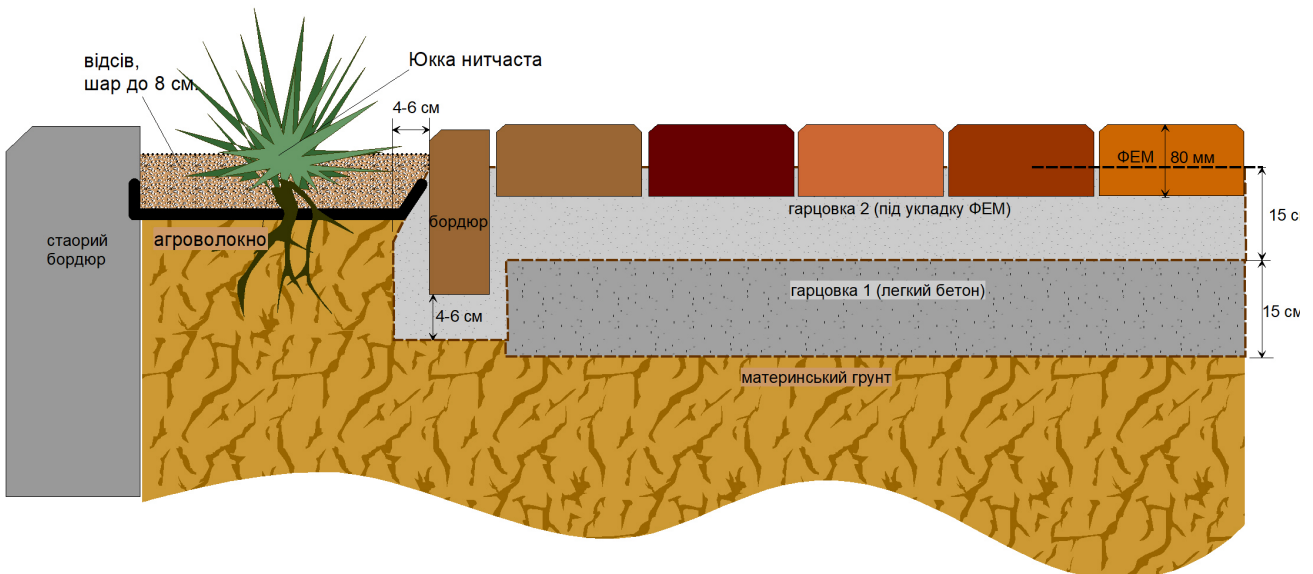 відсів,
шар до 8 см.
Юкка нитчаста
4-6 см
ФЕМ
80 мм
гарцовка 2 (під укладку ФЕМ)
15 с
бордюр
стаорий
бордюр
агроволокно
гарцовка 1 (легкий бетон)
4-6 см
15 см
материнський грунт